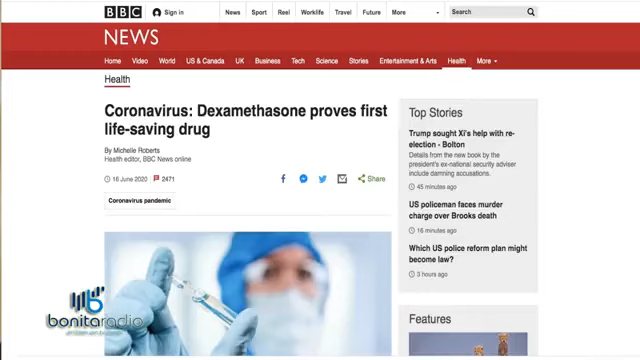 BBC
Sign in
News
Sport
Reel
Worklife
Travel
Future
More
Search
NEWS
Home
Video
World
US & Canada
UK
Business
Tech
Science
Stories
Entertainment & Arts
Health
More
Health
Coronavirus: Dexamethasone proves first
life-saving drug
By Michelle Roberts
Health editor, BBC News online
16 June 2020
2471
Share
Coronavirus pandemic
Top Stories
Trump sought Xi's help with re-
election - Bolton
Details from the new book by the
president's ex-national security adviser
include damning accusations.
45 minutes ago
US policeman faces murder
charge over Brooks death
16 minutes ago
Which US police reform plan might
become law?
3 hours ago
Features
bonitaradio